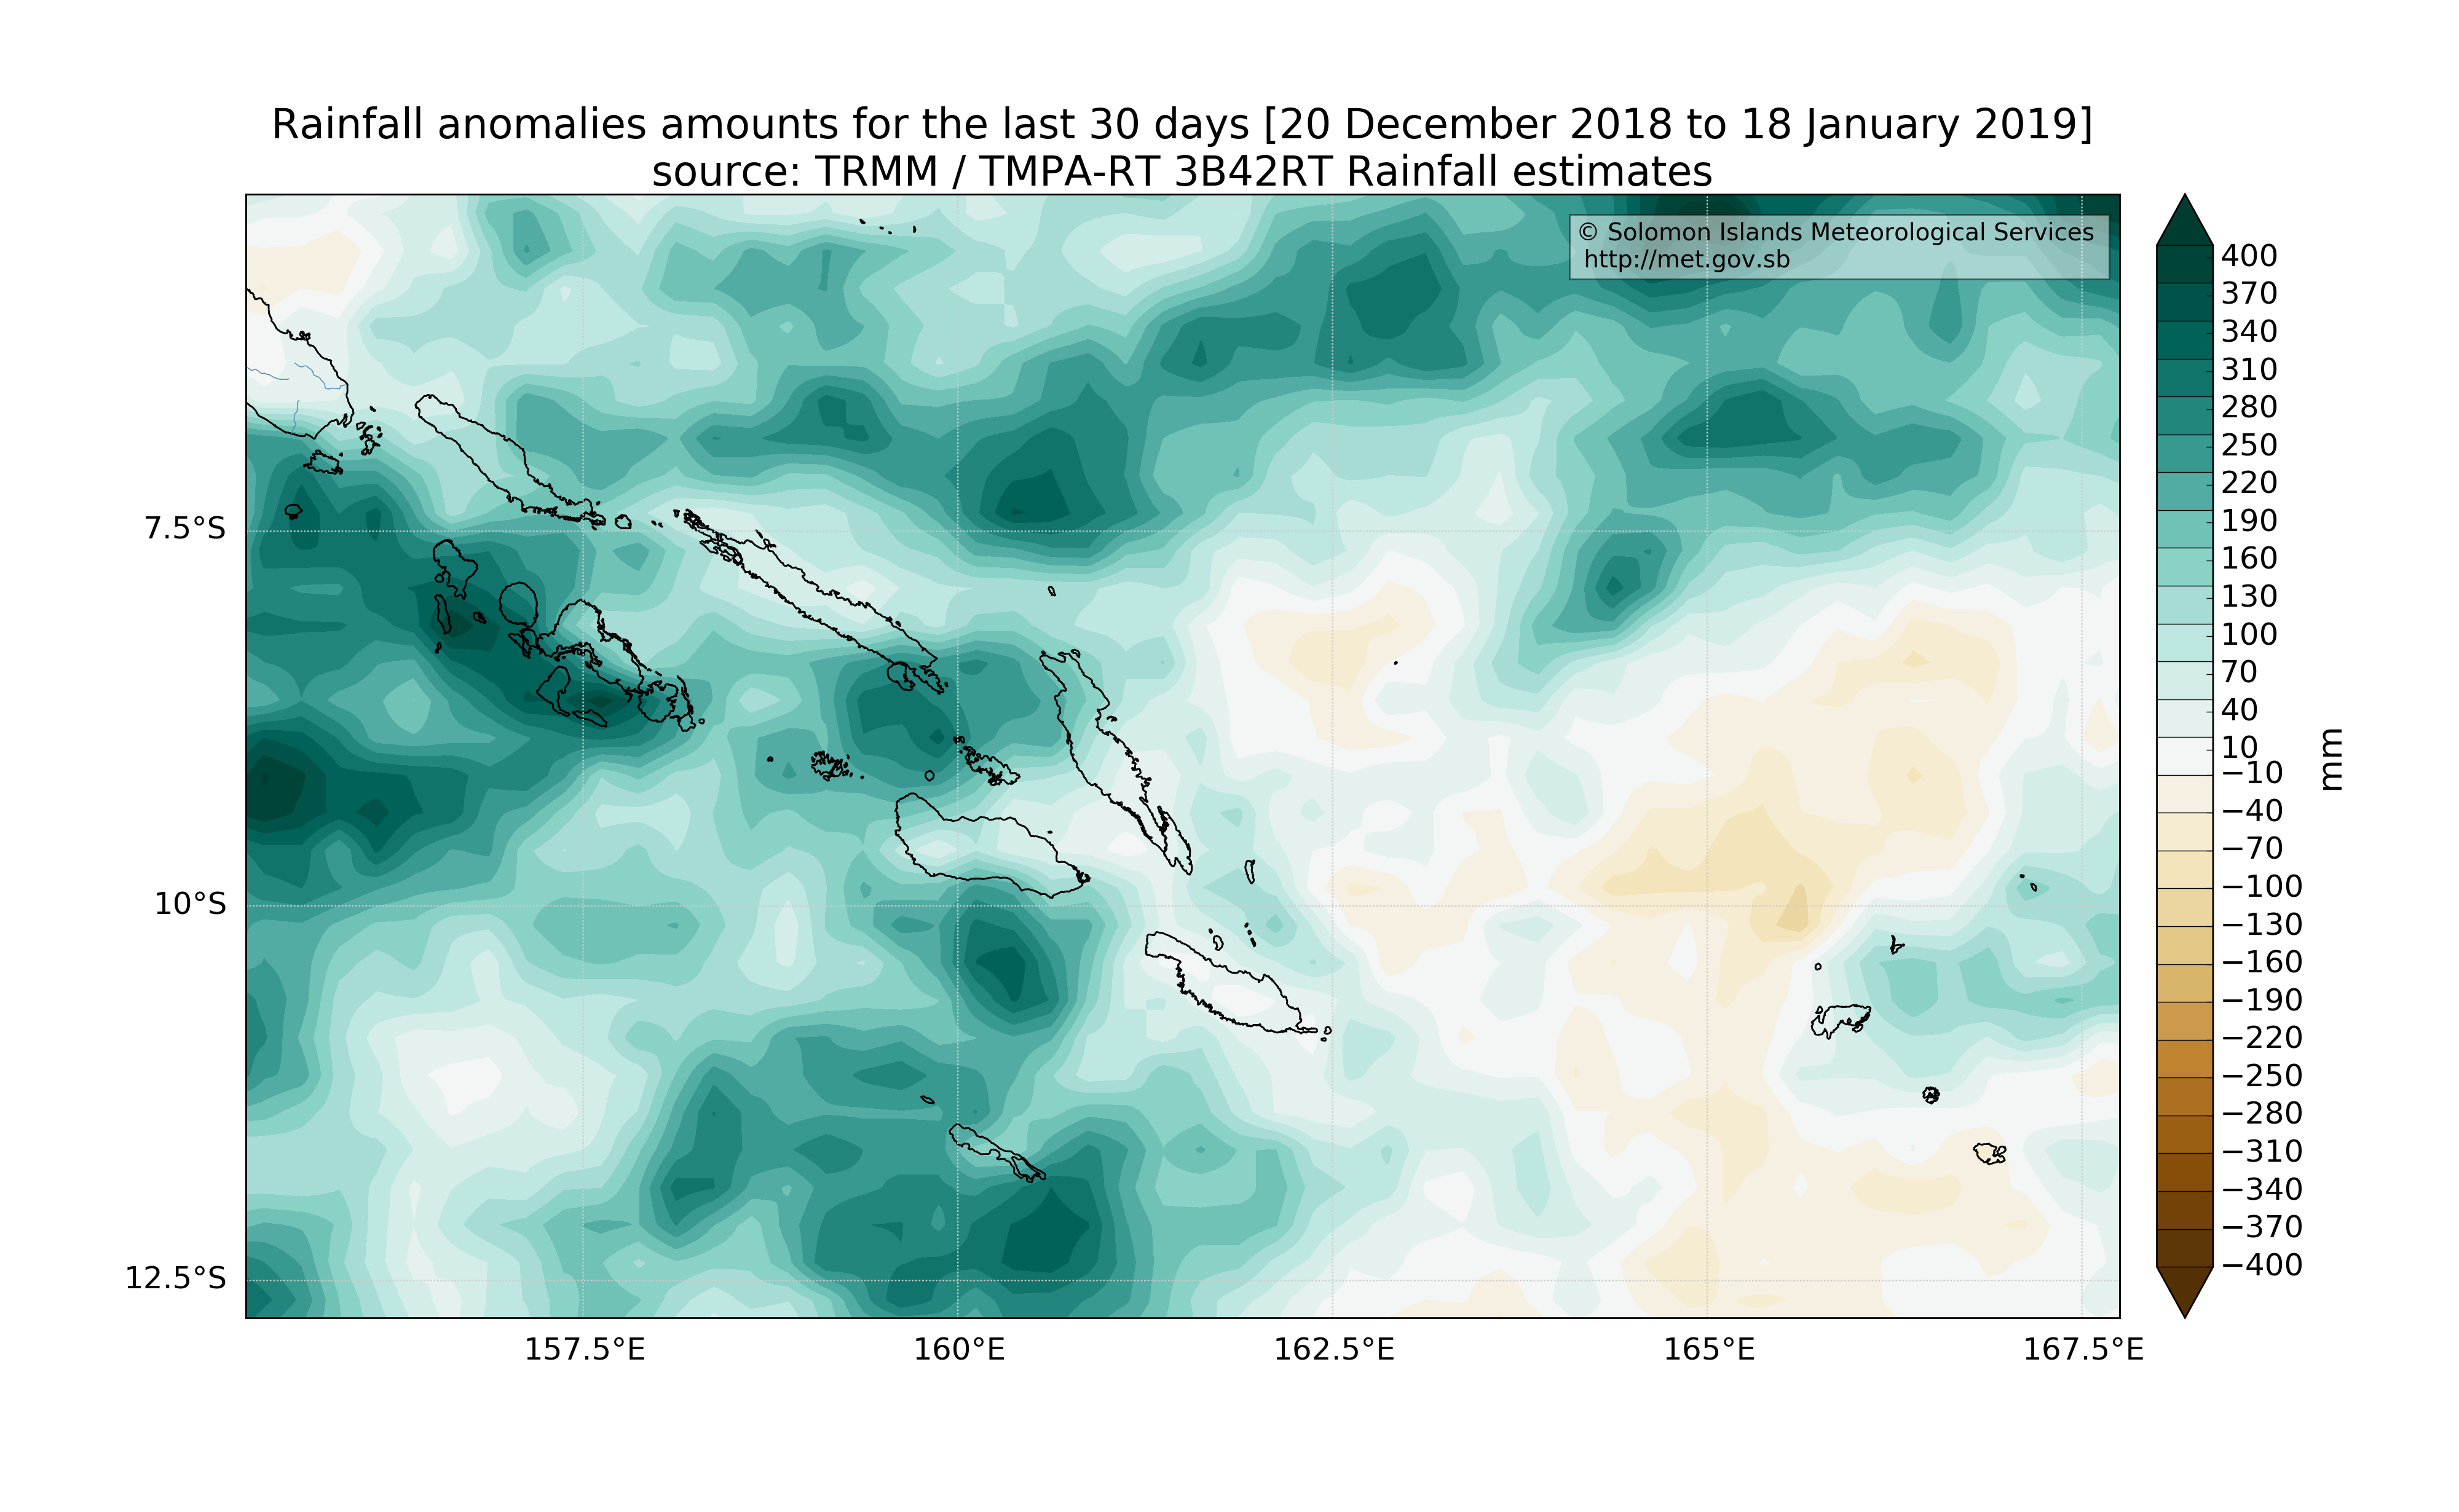 Rainfall anomalies amounts for the last 30 days [20 December 2018 to 18 January 2019]
source: TRMM / TMPA-RT 3B42RT Rainfall estimates
© Solomon Islands Meteorological Services
http://met.gov.sb
7.5°S
10°S
12.5°S
157.5°E
160°E
162.5°E
165°E
167.5°E
400
370
340
310
280
250
220
190
160
130
100
70
40
10
−10
−40
−70
−100
−130
−160
−190
−220
−250
−280
−310
−340
−370
−400
mm